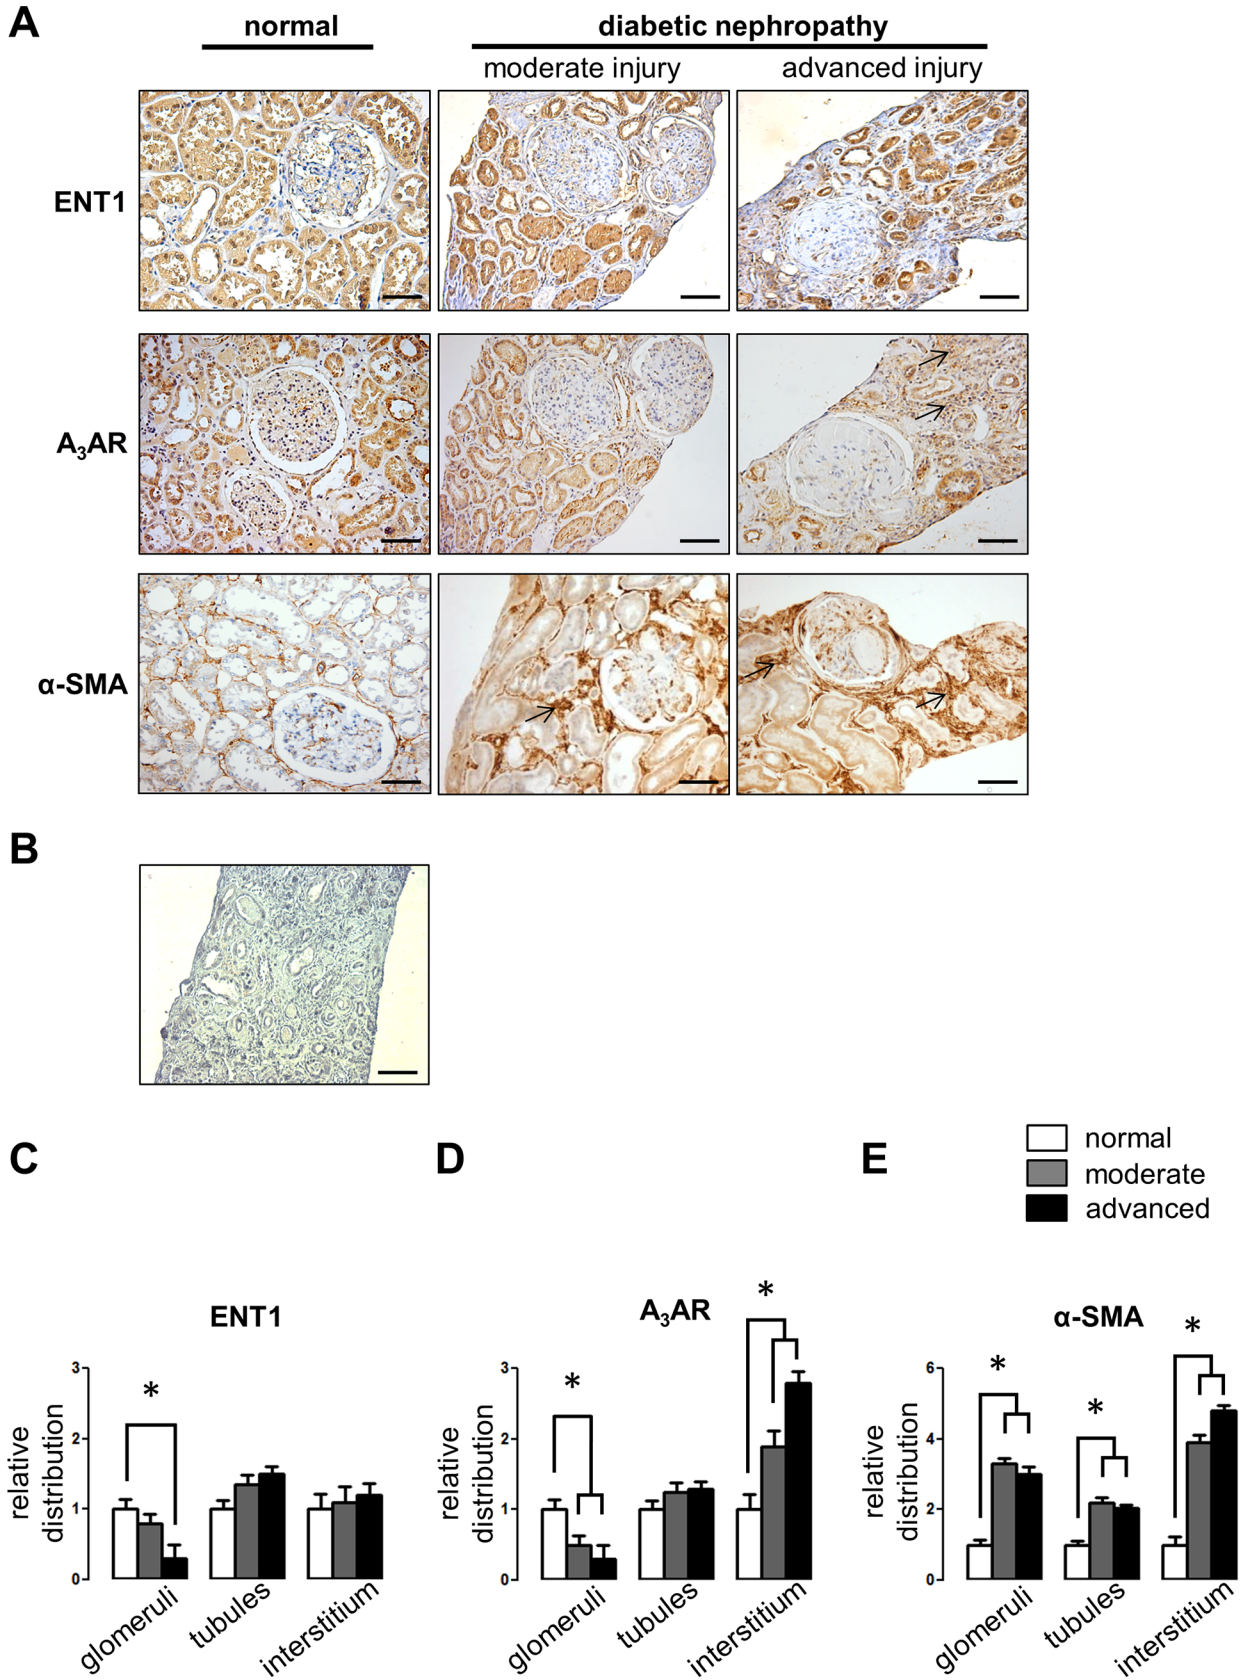 A
normal
diabetic nephropathy
moderate injury
advanced injury
ENT1
A₃AR
α-SMA
B
C
D
E
normal
moderate
advanced
ENT1
*
relative
distribution
3
2
1
0
glomeruli
tubules
interstitium
A₃AR
*
*
relative
distribution
3
2
1
0
glomeruli
tubules
interstitium
α-SMA
*
*
*
relative
distribution
6
4
2
0
glomeruli
tubules
interstitium